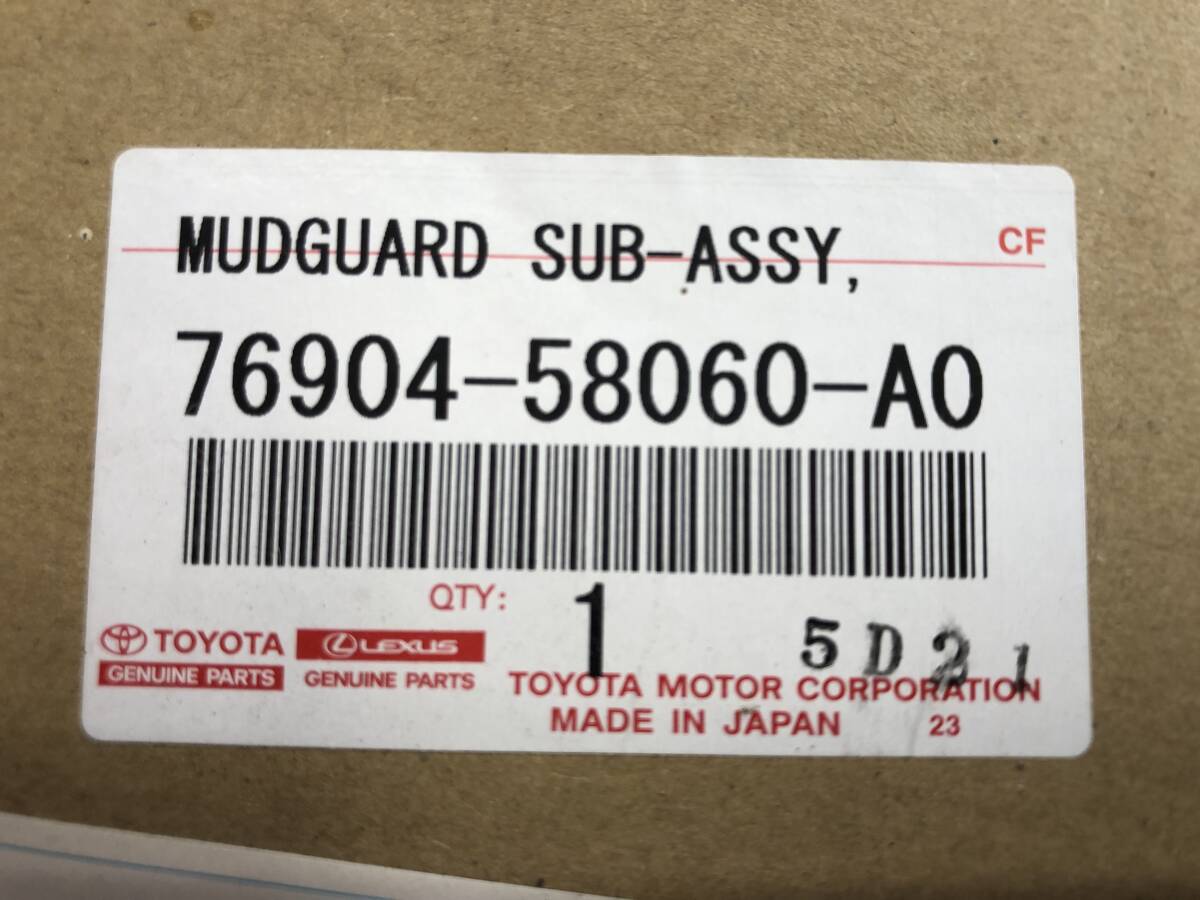 MUDGUARD SUB-ASSY,
CF
76904-58060-A0
QTY: 1
5D21
TOYOTA
GENUINE PARTS
LEXUS
GENUINE PARTS
TOYOTA MOTOR CORPORATION
MADE IN JAPAN
23